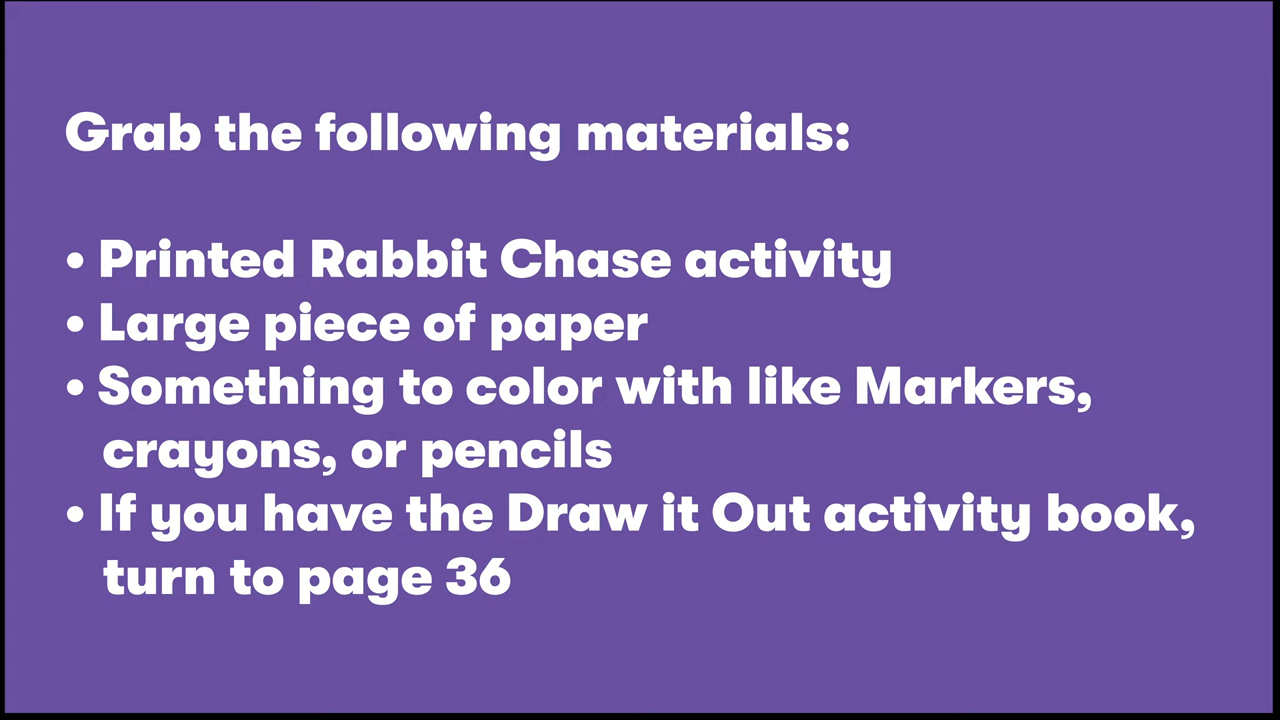 Grab the following materials:
• Printed Rabbit Chase activity
• Large piece of paper
• Something to color with like Markers,
crayons, or pencils
• If you have the Draw it Out activity book,
turn to page 36